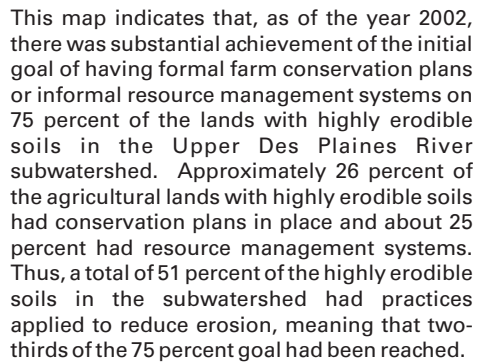 This map indicates that, as of the year 2002,
there was substantial achievement of the initial
goal of having formal farm conservation plans
or informal resource management systems on
75 percent of the lands with highly erodible
soils in the Upper Des Plaines River
subwatershed. Approximately 26 percent of
the agricultural lands with highly erodible soils
had conservation plans in place and about 25
percent had resource management systems.
Thus, a total of 51 percent of the highly erodible
soils in the subwatershed had practices
applied to reduce erosion, meaning that two-
thirds of the 75 percent goal had been reached.